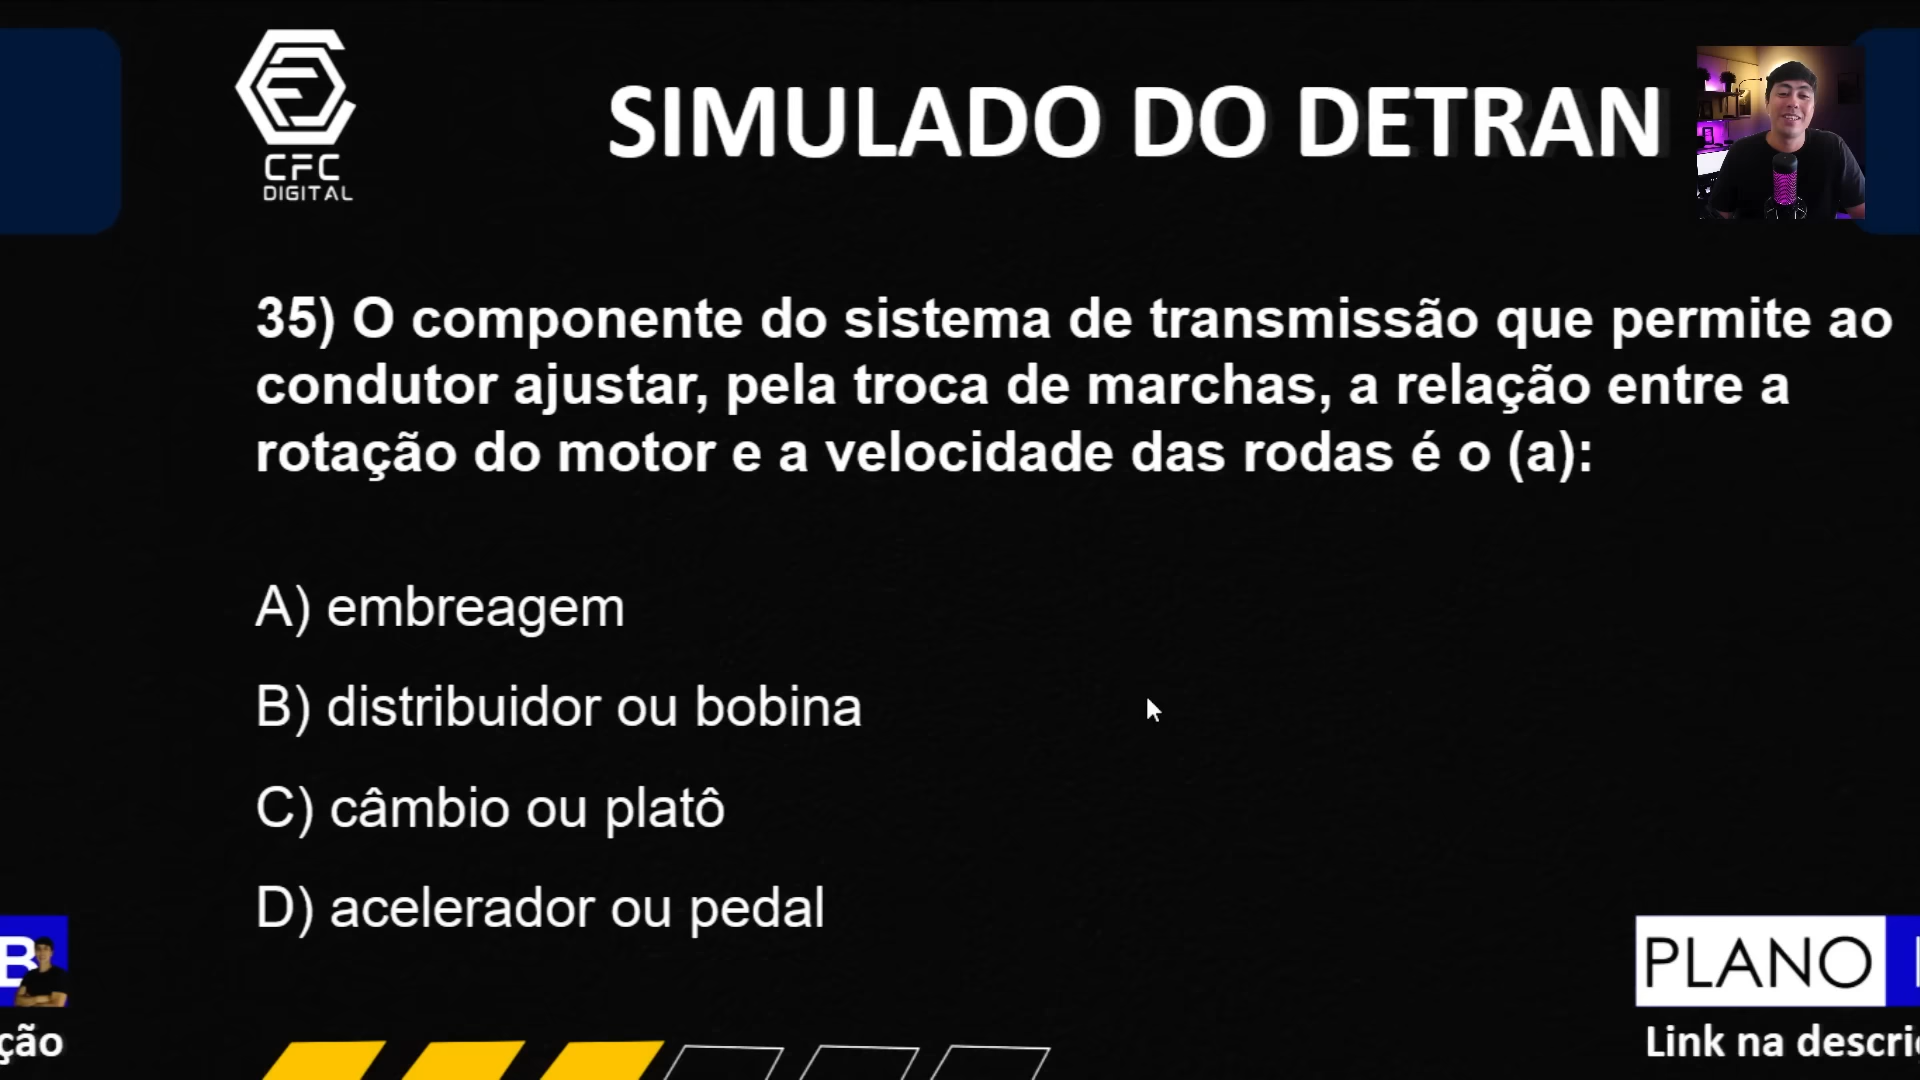 CFC
DIGITAL
SIMULADO DO DETRAN
35) O componente do sistema de transmissão que permite ao
condutor ajustar, pela troca de marchas, a relação entre a
rotação do motor e a velocidade das rodas é o (a):
A) embreagem
B) distribuidor ou bobina
C) câmbio ou platô
D) acelerador ou pedal
B
ção
PLANO
Link na descri